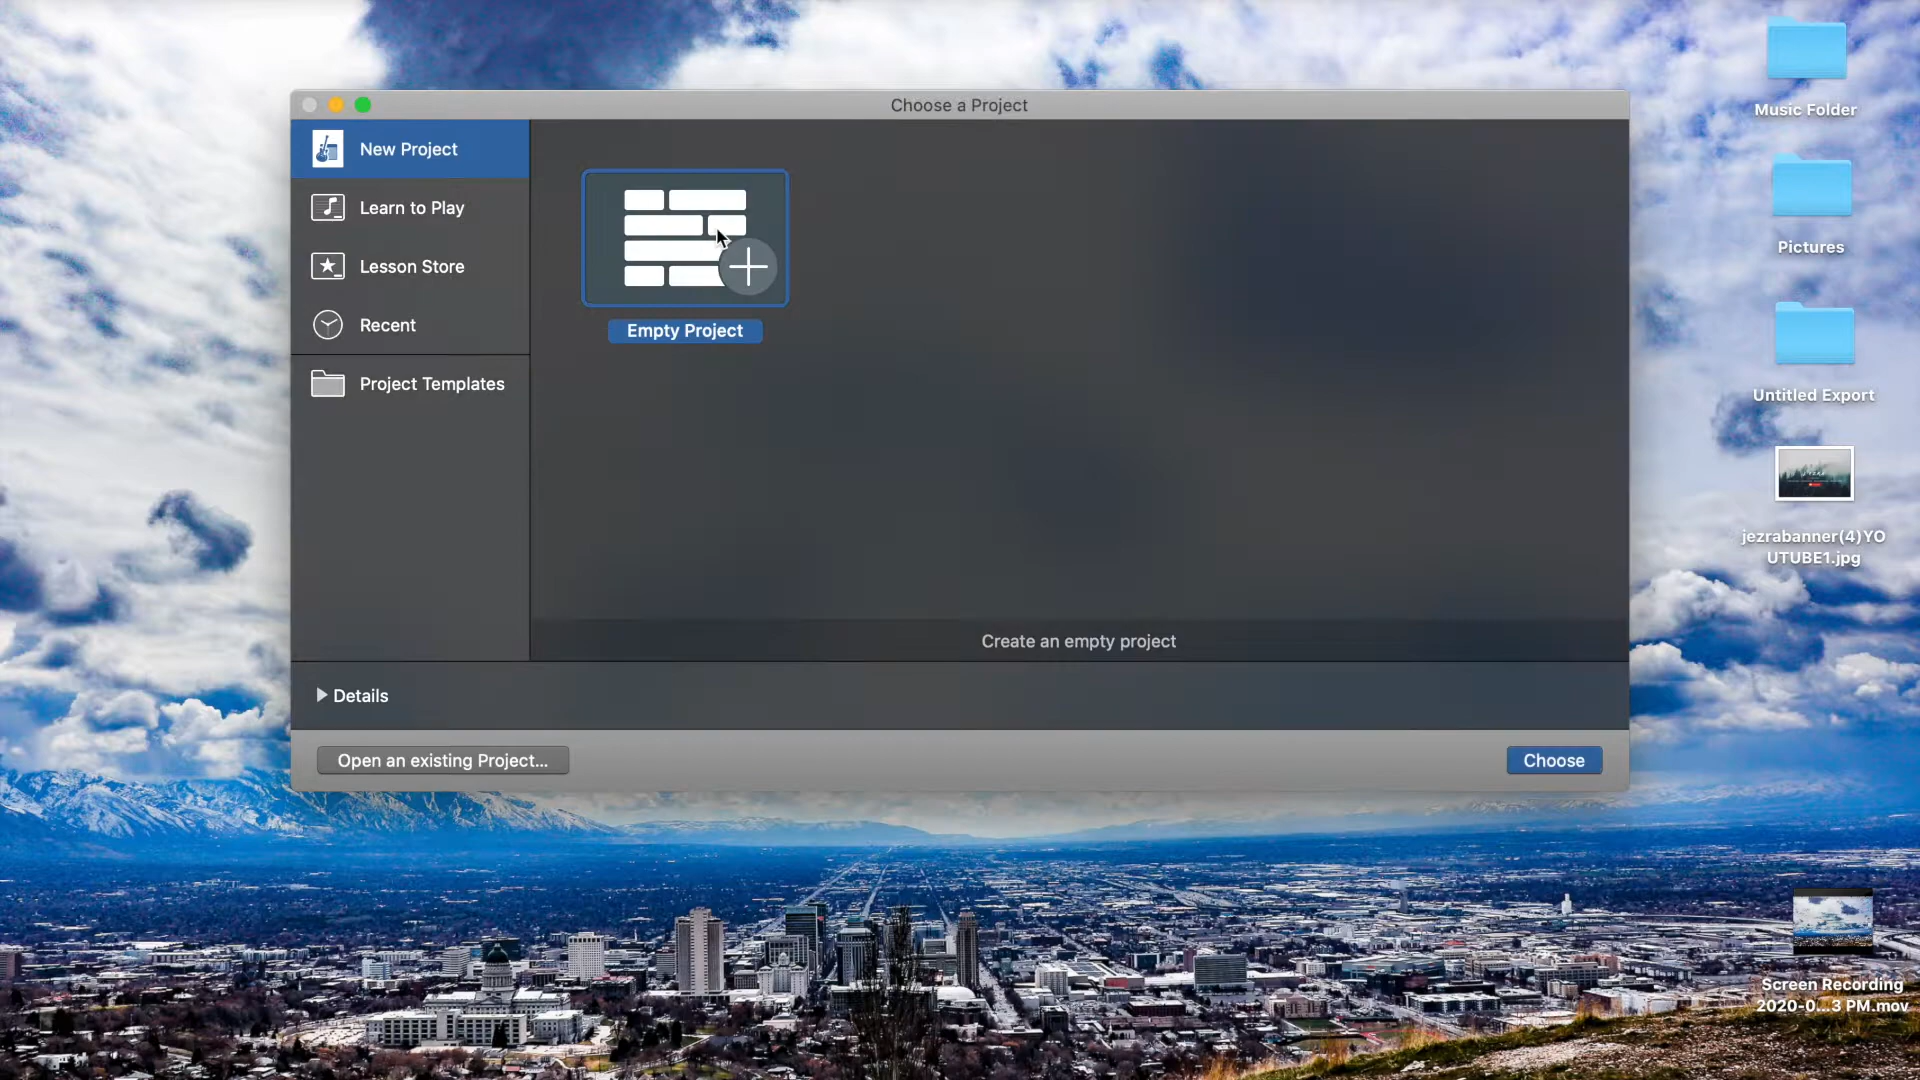 Choose a Project
New Project
Learn to Play
Lesson Store
Recent
Project Templates
Empty Project
Create an empty project
Details
Open an existing Project...
Choose
Music Folder
Pictures
Untitled Export
jezrabanner(4)YO
UTUBE1.jpg
Screen Recording
2020-0...3 PM.mov